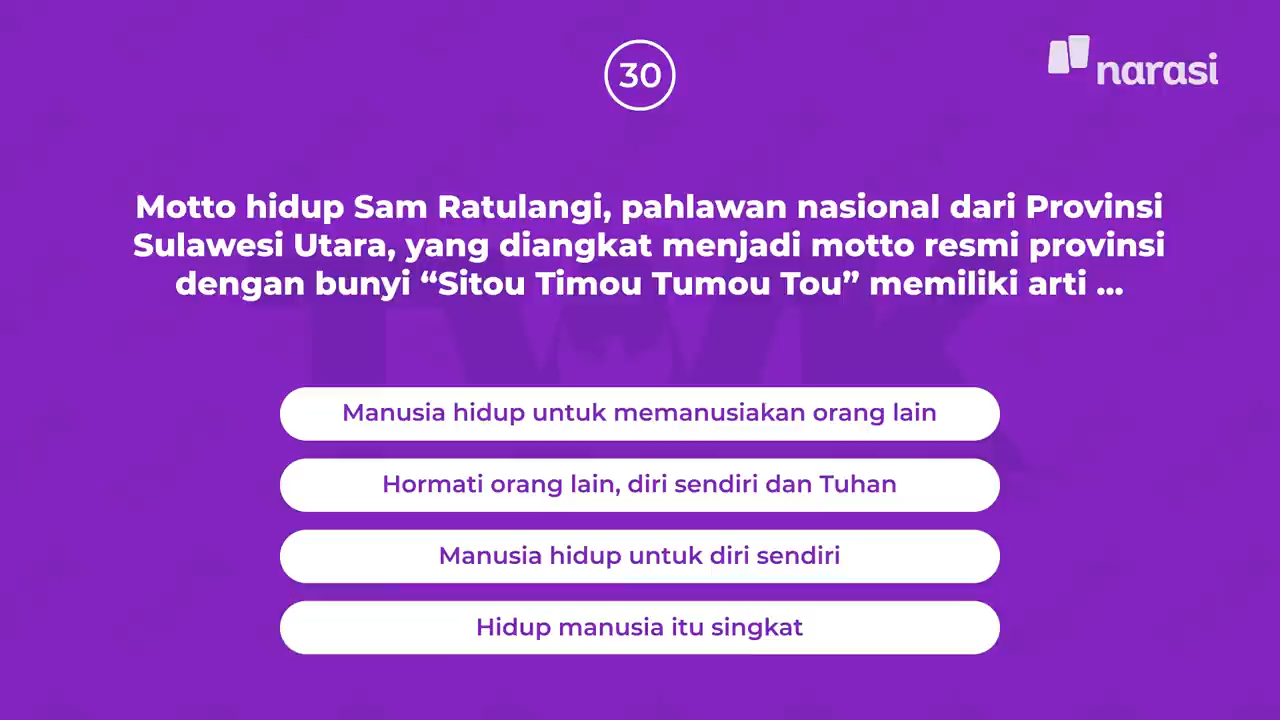 30
narasi
Motto hidup Sam Ratulangi, pahlawan nasional dari Provinsi
Sulawesi Utara, yang diangkat menjadi motto resmi provinsi
dengan bunyi “Sitou Timou Tumou Tou” memiliki arti ...
Manusia hidup untuk memanusiakan orang lain
Hormati orang lain, diri sendiri dan Tuhan
Manusia hidup untuk diri sendiri
Hidup manusia itu singkat